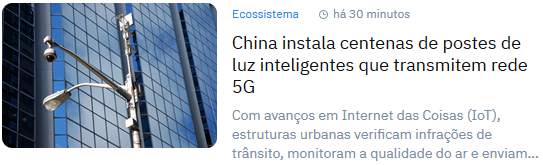 Ecossistema há 30 minutos
China instala centenas de postes de
luz inteligentes que transmitem rede
5G
Com avanços em Internet das Coisas (IoT),
estruturas urbanas verificam infrações de
trânsito, monitoram a qualidade do ar e enviam...